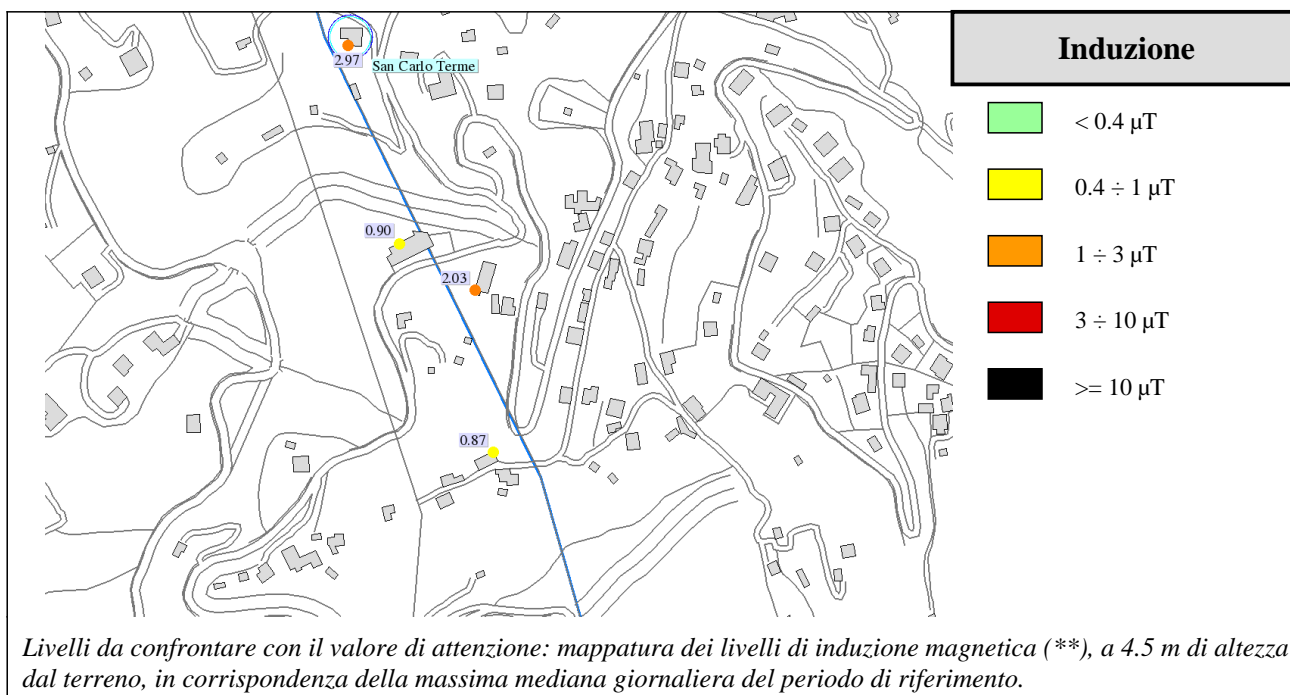 2.97
San Carlo Terme
0.90
2.03
0.87
Induzione
< 0.4 µT
0.4 ÷ 1 µT
1 ÷ 3 µT
3 ÷ 10 µT
>= 10 µT
Livelli da confrontare con il valore di attenzione: mappatura dei livelli di induzione magnetica (**), a 4.5 m di altezza
dal terreno, in corrispondenza della massima mediana giornaliera del periodo di riferimento.